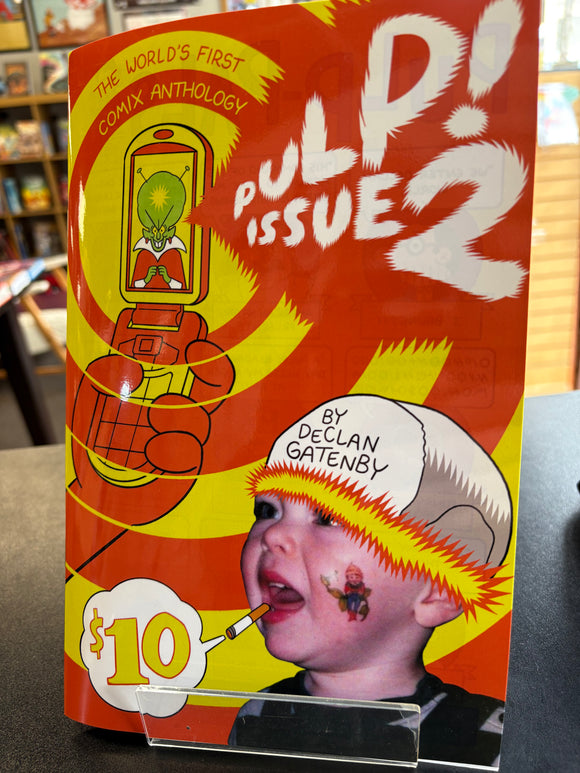 THE WORLD'S FIRST
COMIX ANTHOLOGY
PULP!
ISSUE 2
BY
DECLAN
GATENBY
$10